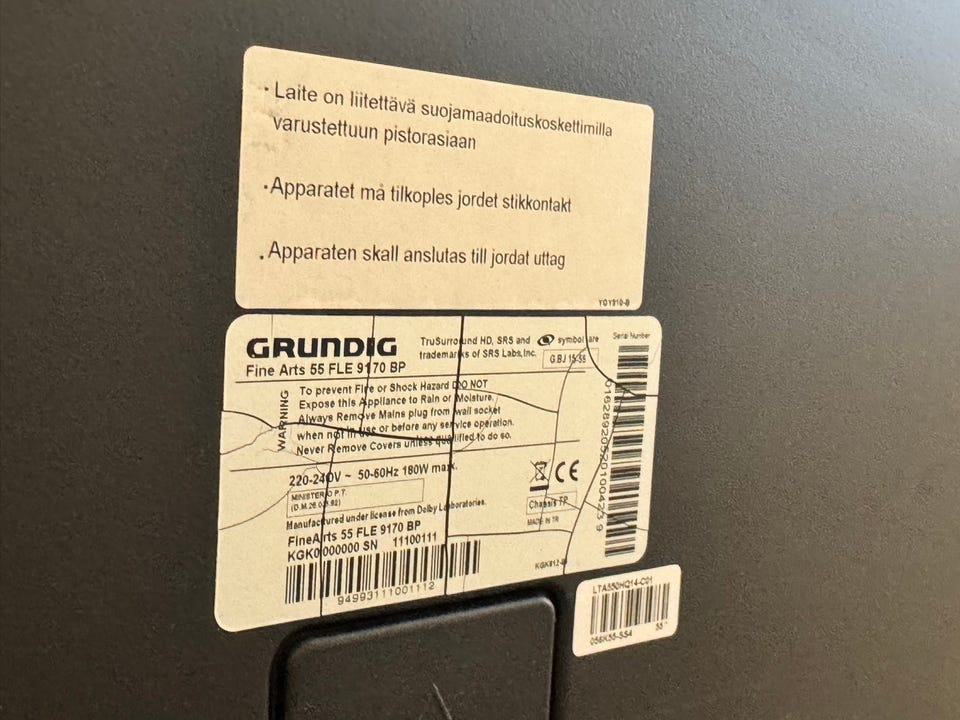 · Laite on liitettävä suojamaadoituskoskettimilla
varustettuun pistorasiaan
· Apparatet må tilkoples jordet stikkontakt
· Apparaten skall anslutas till jordat uttag
YOY910-B
GRUNDIG
Fine Arts 55 FLE 9170 BP
TruSurround HD, SRS and symbol are
trademarks of SRS Labs, Inc.
G.BJ 15-55
Serial Number
WARNING
To prevent Fire or Shock Hazard DO NOT
Expose this Appliance to Rain or Moisture.
Always Remove Mains plug from wall socket
when not in use or before any service operation.
Never Remove Covers unless qualified to do so.
220-240V ~ 50-60Hz 180W max.
MINISTERO P.T.
Manufactured under license from Dolby Laboratories.
CE
Chassis TP
MADE IN TR
FineArts 55 FLE 9170 BP
KGK0000000 SN 11100111
94993111001112
LTA550HQ14-C01
55"